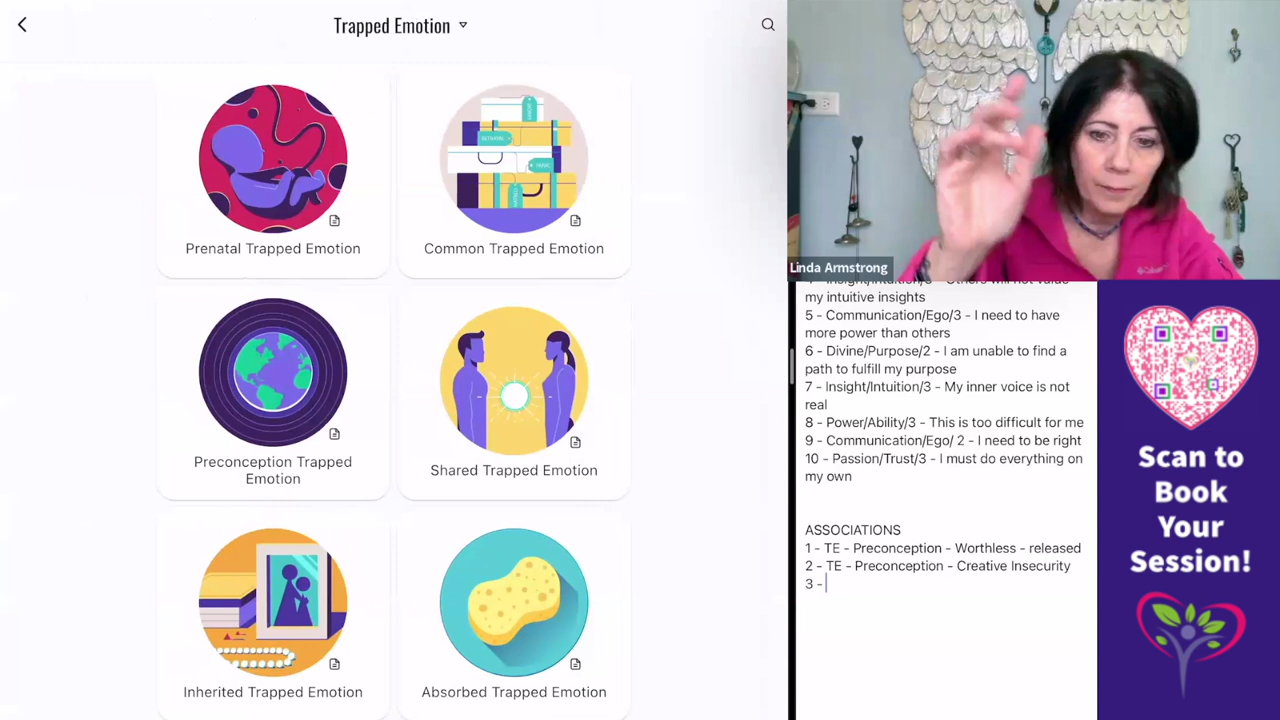 Trapped Emotion
Prenatal Trapped Emotion
Common Trapped Emotion
Preconception Trapped
Emotion
Shared Trapped Emotion
Inherited Trapped Emotion
Absorbed Trapped Emotion
Linda Armstrong
my intuitive insights
5 - Communication/Ego/3 - I need to have
more power than others
6 - Divine/Purpose/2 - I am unable to find a
path to fulfill my purpose
7 - Insight/Intuition/3 - My inner voice is not
real
8 - Power/Ability/3 - This is too difficult for me
9 - Communication/Ego/ 2 - I need to be right
10 - Passion/Trust/3 - I must do everything on
my own
ASSOCIATIONS
1 - TE - Preconception - Worthless - released
2 - TE - Preconception - Creative Insecurity
3 -
Scan to
Book
Your
Session!